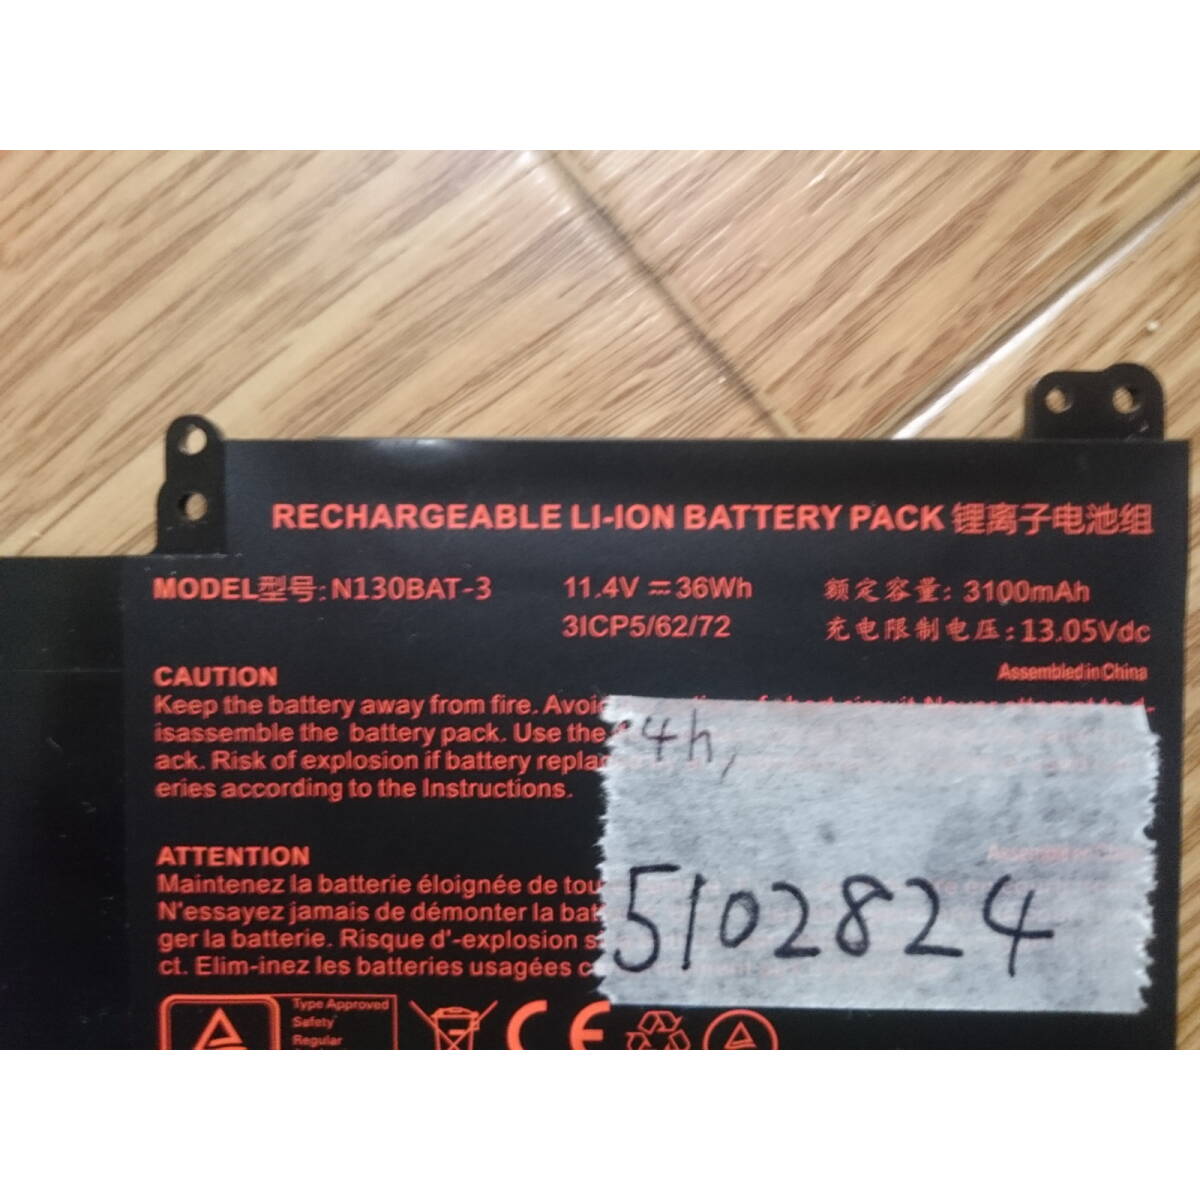 RECHARGEABLE LI-ION BATTERY PACK 锂离子电池组
MODEL型号: N130BAT-3 11.4V ⎓ 36Wh 额定容量: 3100mAh
3ICP5/62/72 充电限制电压: 13.05Vdc
CAUTION Assembled in China
Keep the battery away from fire. Avoi
isassemble the battery pack. Use the
ack. Risk of explosion if battery repla
eries according to the Instructions.
4h,
ATTENTION
Maintenez la batterie éloignée de tou
N'essayez jamais de démonter la bat
ger la batterie. Risque d'-explosion s
ct. Elim-inez les batteries usagées c
5102824
Type Approved
Safety
Regular
CE